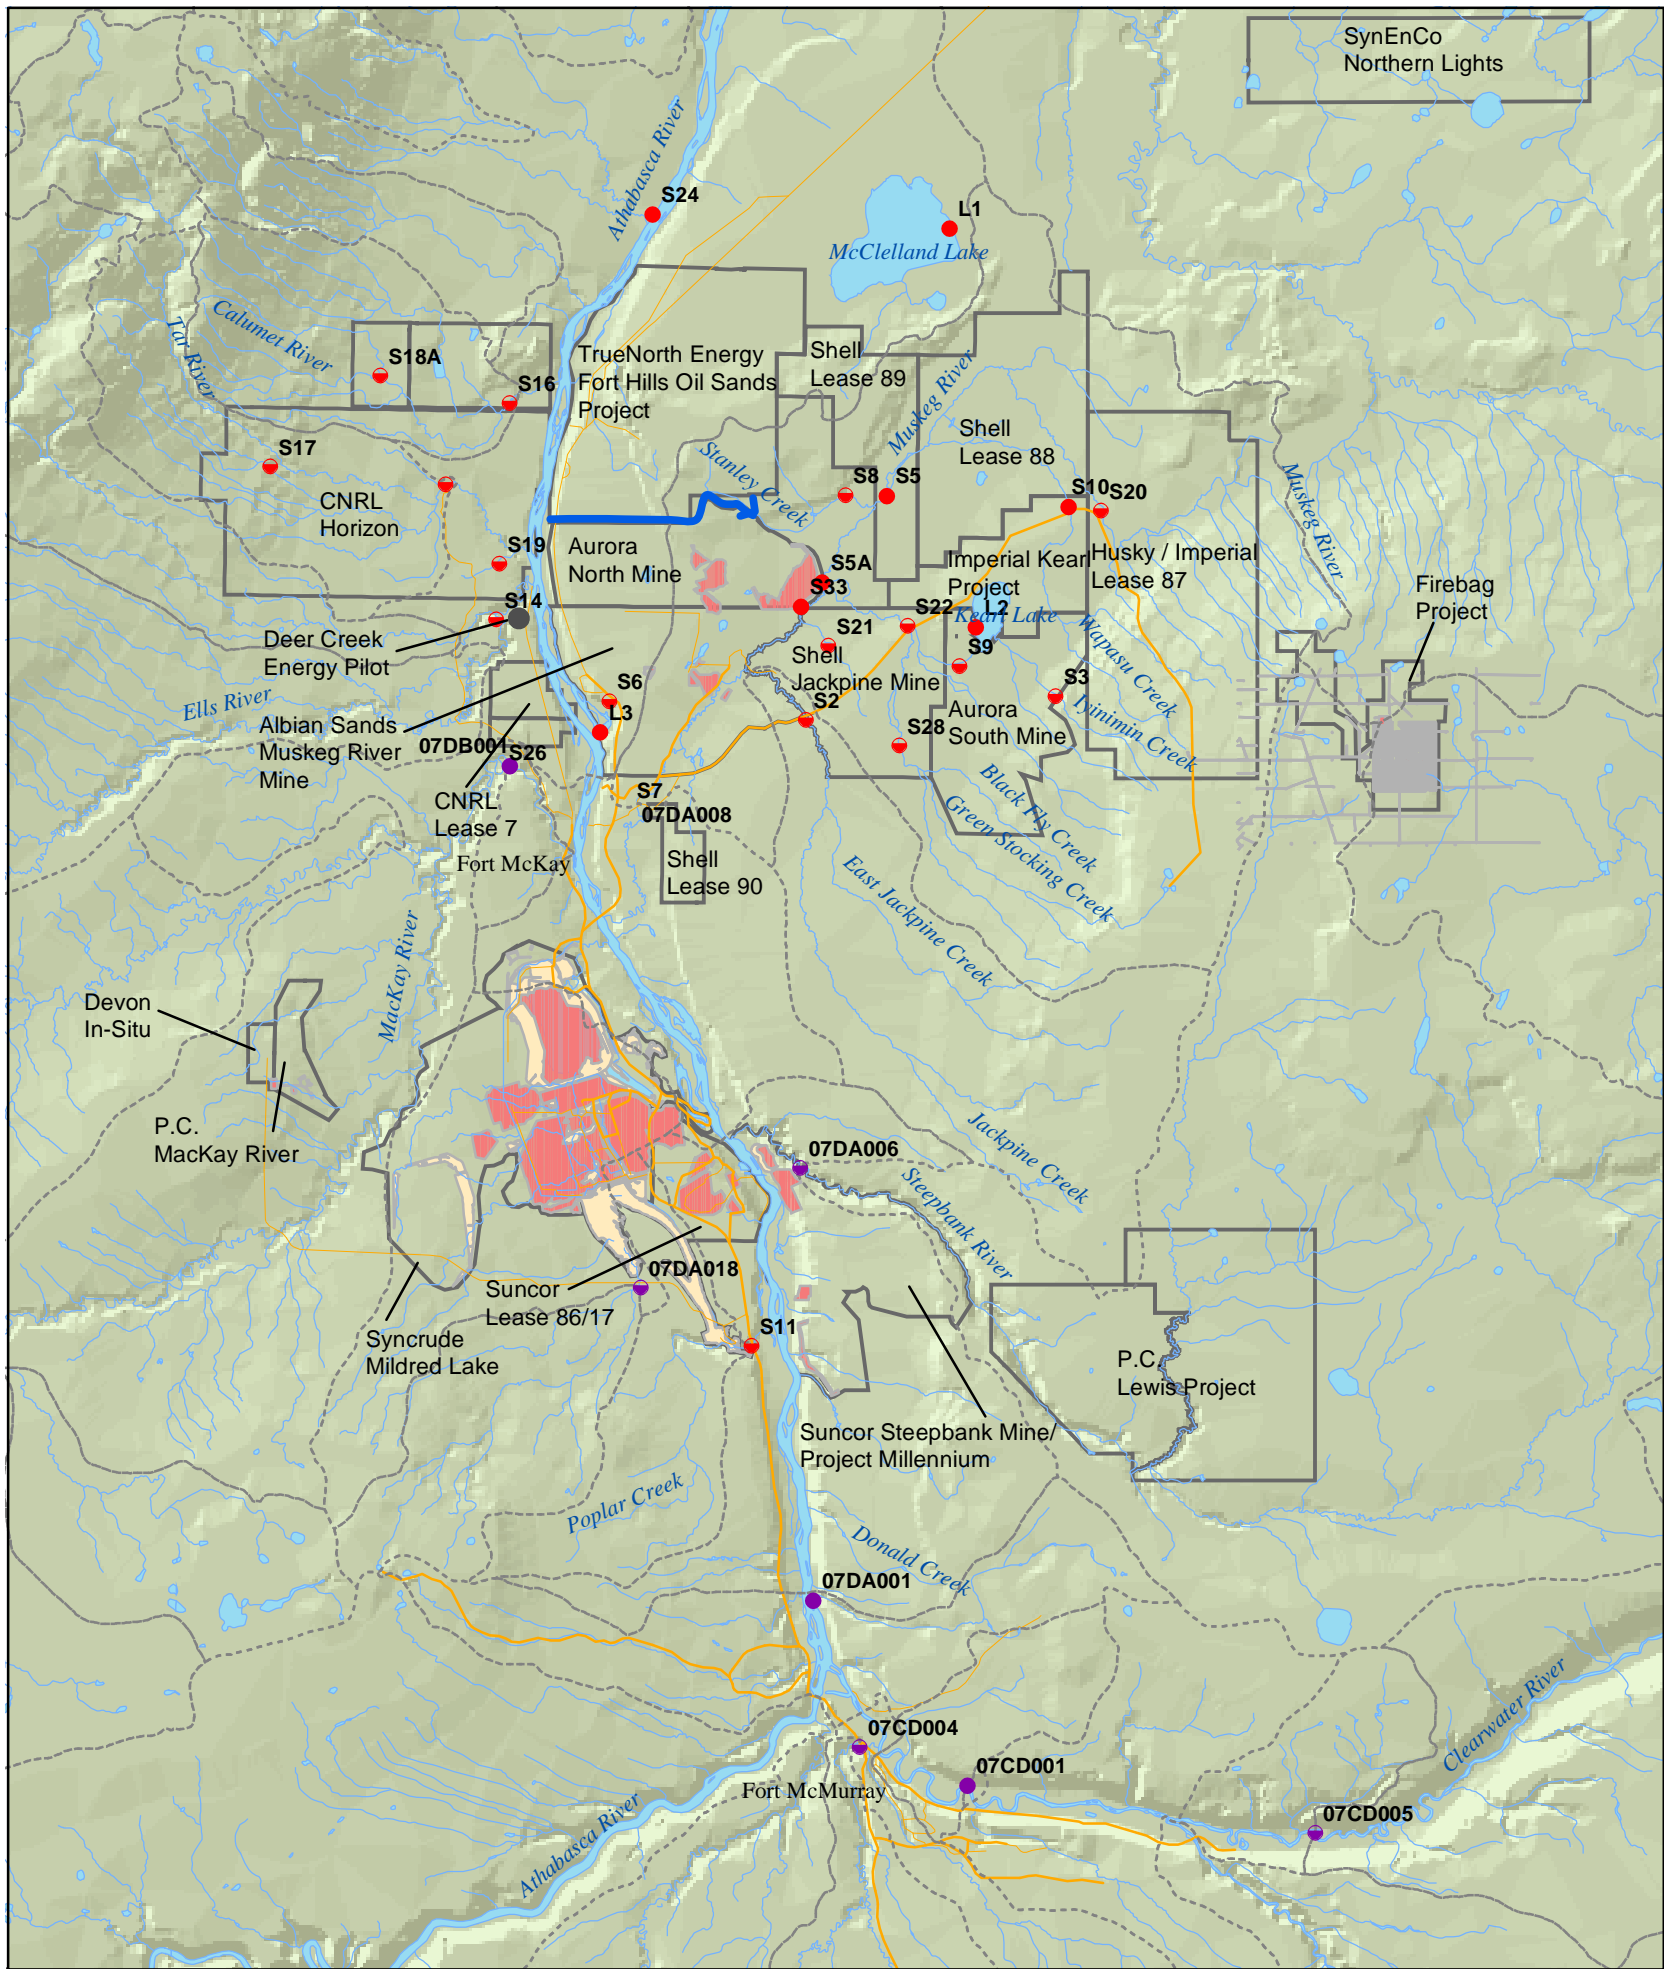 SynEnCo
Northern Lights
Athabasca River
S24
L1
McClelland Lake
Calumet River
Tar River
S18A
S16
TrueNorth Energy
Fort Hills Oil Sands
Project
Shell
Lease 89
Muskeg River
Shell
Lease 88
S17
CNRL
Horizon
Stanley Creek
S8
S5
S10
S20
Muskeg River
S19
Aurora
North Mine
S5A
S33
Imperial Kearl
Project
Husky / Imperial
Lease 87
Firebag
Project
S14
Deer Creek
Energy Pilot
S22
L2
Kearl Lake
S21
Shell
Jackpine Mine
S9
Wapasu Creek
Ells River
S6
L3
S2
S3
Iyinimin Creek
Albian Sands
Muskeg River
Mine
07DB001
S26
S28
Aurora
South Mine
CNRL
Lease 7
S7
07DA008
Black Fly Creek
Green Stocking Creek
Fort McKay
Shell
Lease 90
East Jackpine Creek
MacKay River
Devon
In-Situ
P.C.
MacKay River
Jackpine Creek
07DA006
Steepbank River
07DA018
Suncor
Lease 86/17
Syncrude
Mildred Lake
S11
P.C.
Lewis Project
Suncor Steepbank Mine/
Project Millennium
Poplar Creek
Donald Creek
07DA001
07CD004
Clearwater River
Fort McMurray
07CD001
07CD005
Athabasca River